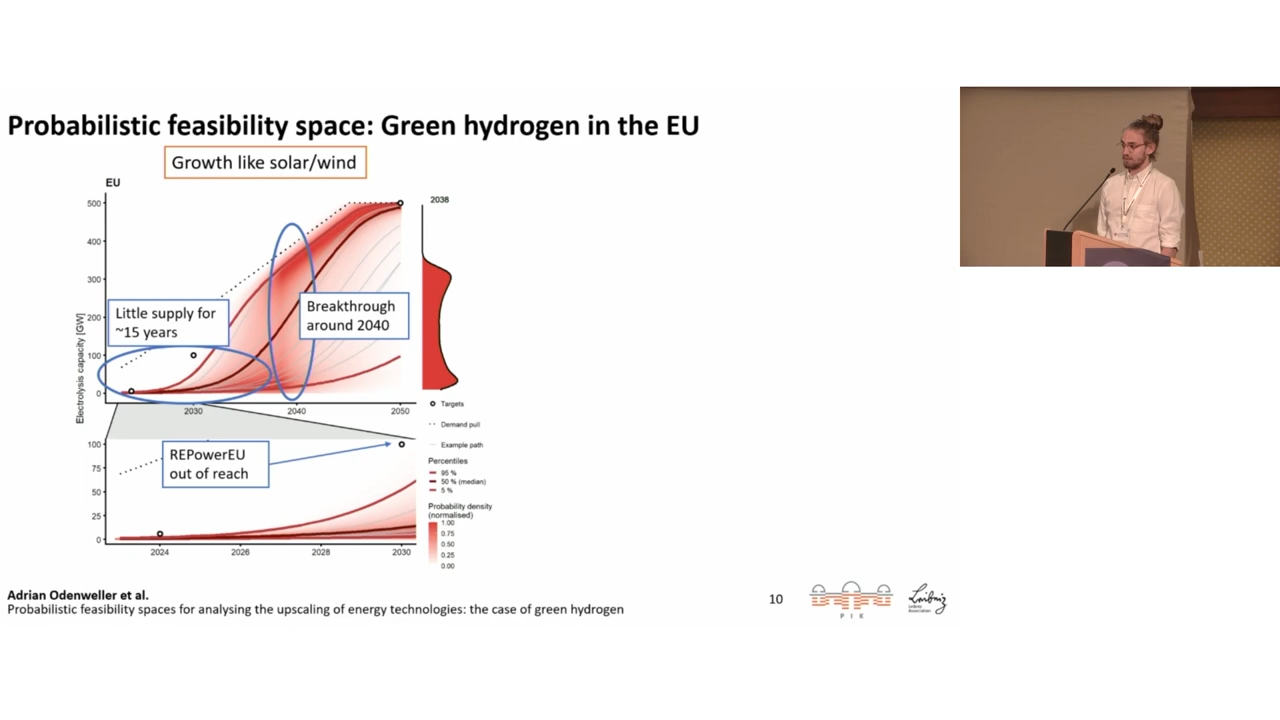 Probabilistic feasibility space: Green hydrogen in the EU
Growth like solar/wind
EU
2038
500
400
300
200
100
0
Electrolysis capacity [GW]
Little supply for
~15 years
Breakthrough
around 2040
2030
2040
2050
Targets
Demand pull
Example path
Percentiles
95 %
50 % (median)
5 %
Probability density
(normalised)
1.00
0.75
0.50
0.25
0.00
100
75
50
25
0
REPowerEU
out of reach
2024
2026
2028
2030
Adrian Odenweller et al.
Probabilistic feasibility spaces for analysing the upscaling of energy technologies: the case of green hydrogen
10
P I K
Leibniz
Leibniz
Association